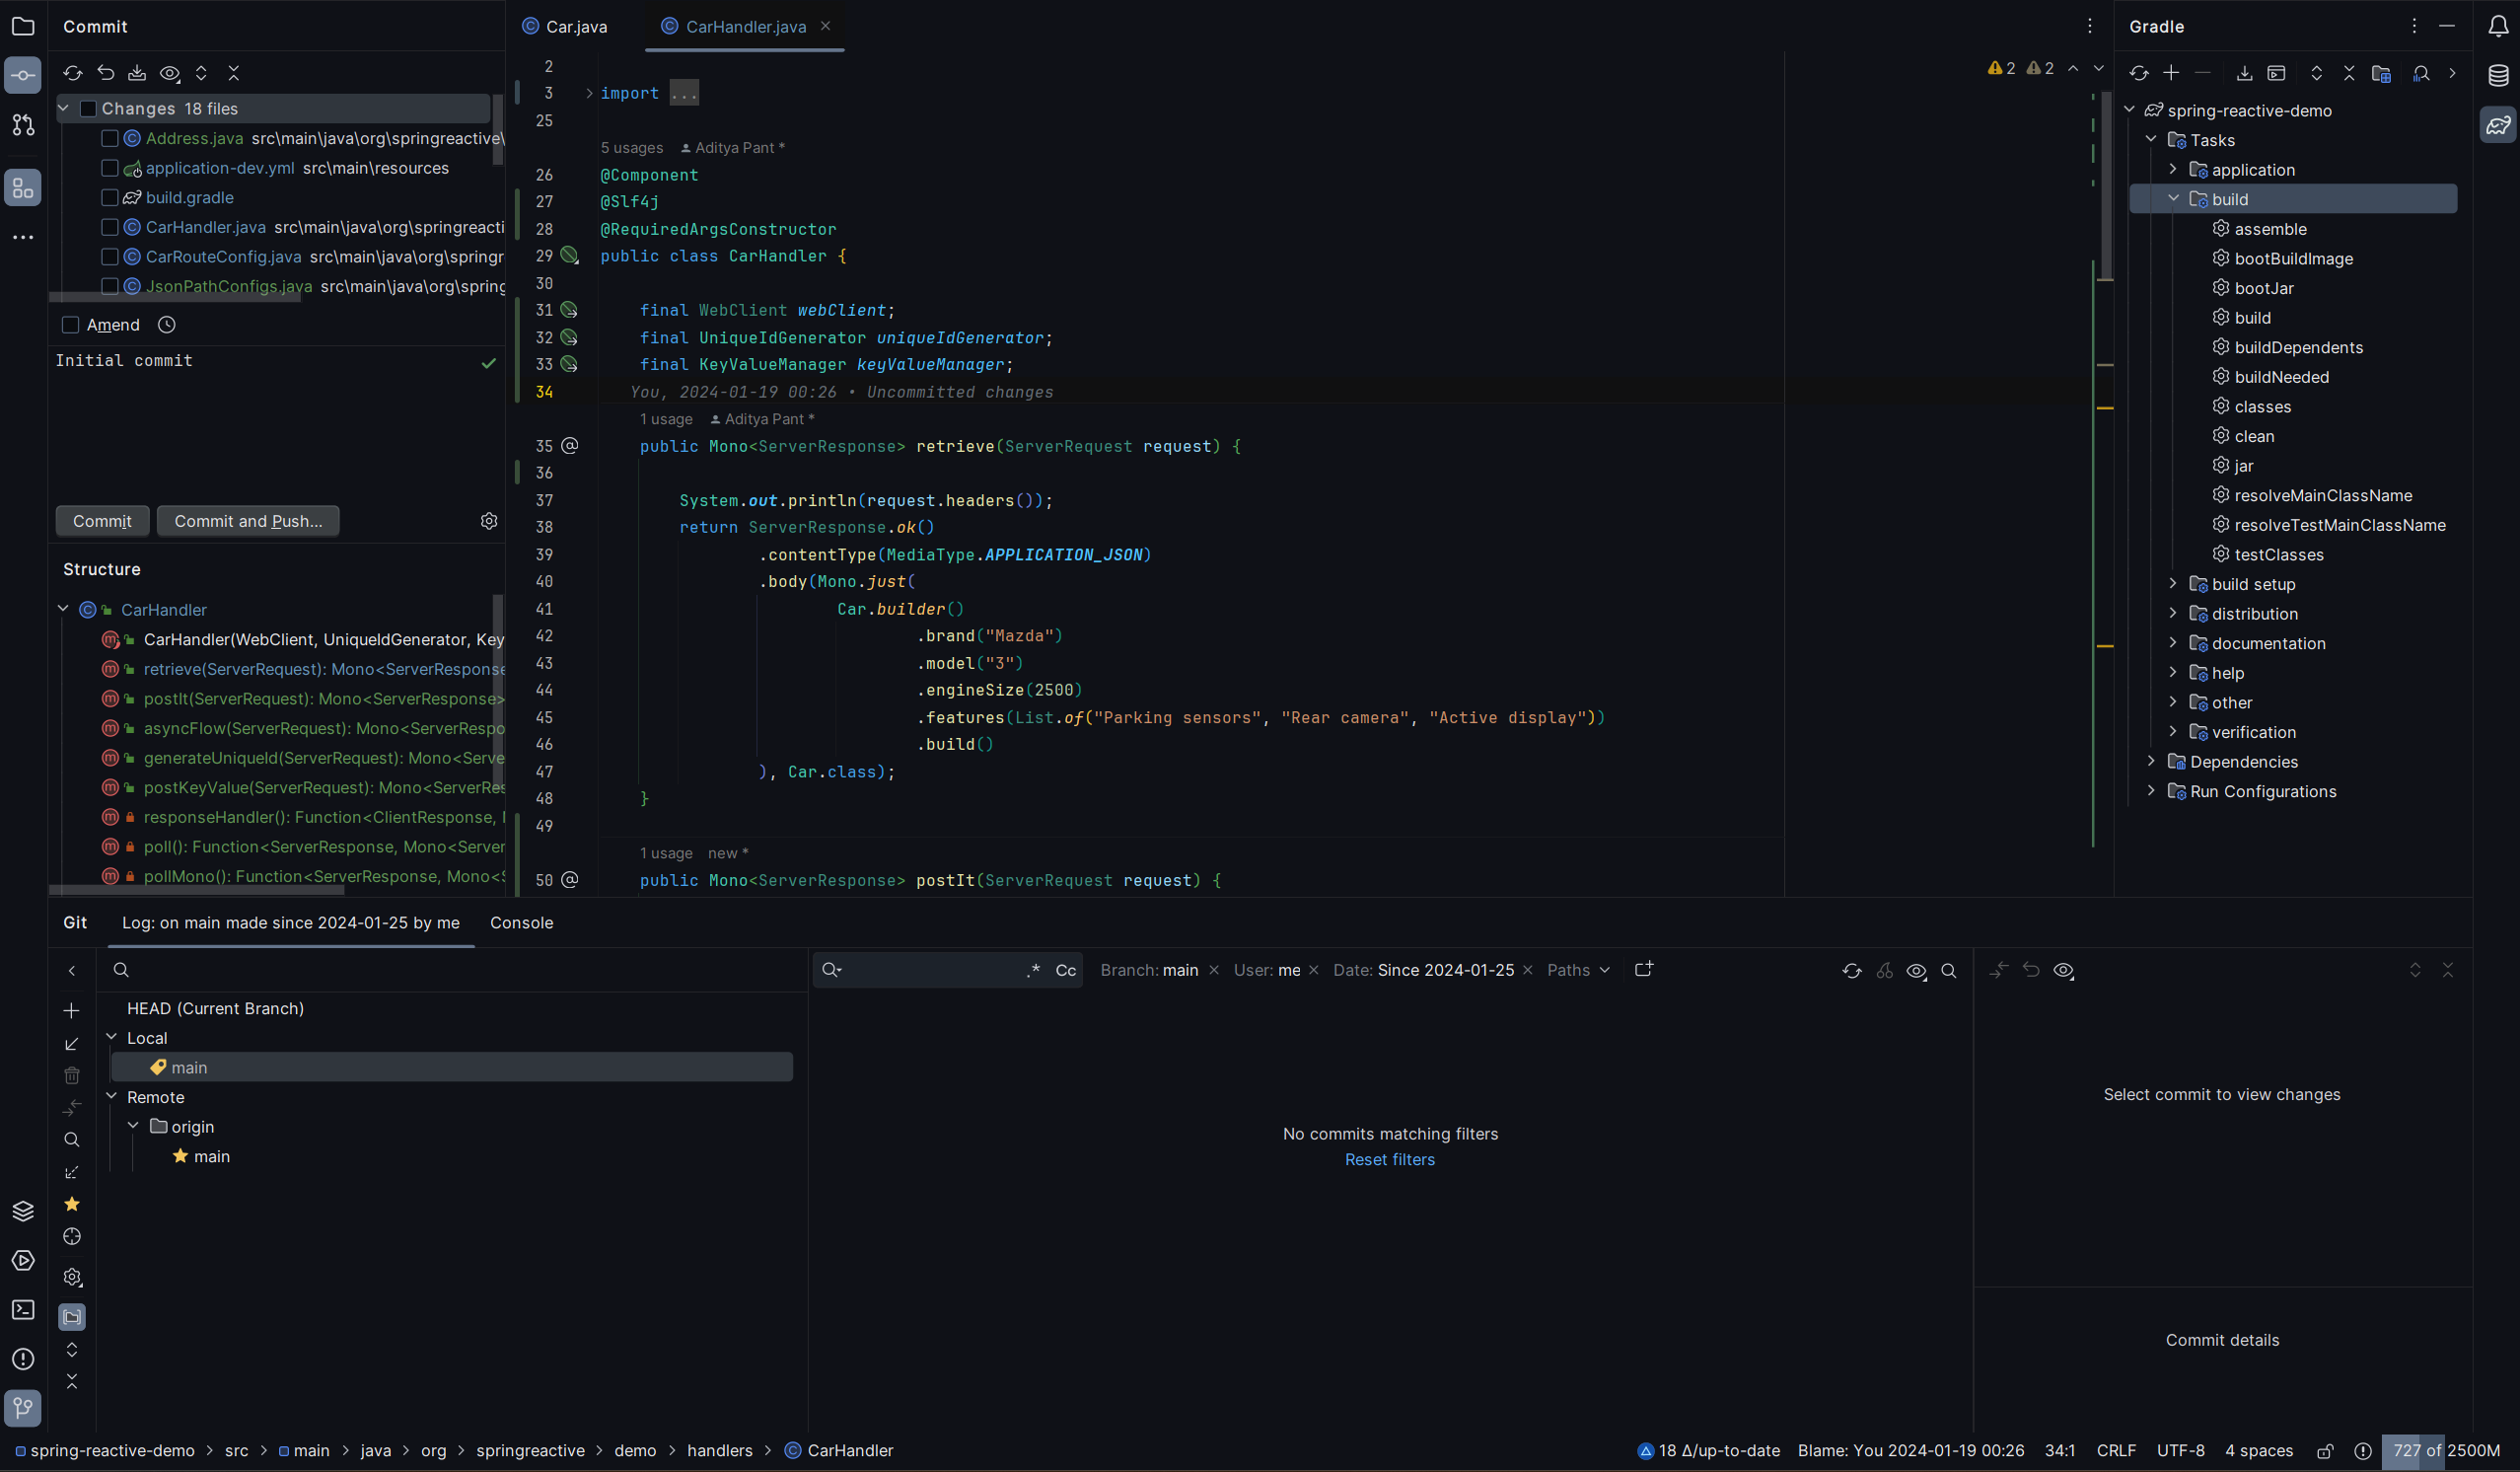 Commit
Changes 18 files
Address.java src\main\java\org\springreactive\
application-dev.yml src\main\resources
build.gradle
CarHandler.java src\main\java\org\springreacti
CarRouteConfig.java src\main\java\org\springr
JsonPathConfigs.java src\main\java\org\spring
Amend
Initial commit
Commit
Commit and Push...
Structure
CarHandler
CarHandler(WebClient, UniqueIdGenerator, Key
retrieve(ServerRequest): Mono<ServerResponse
postIt(ServerRequest): Mono<ServerResponse>
asyncFlow(ServerRequest): Mono<ServerRespo
generateUniqueId(ServerRequest): Mono<Serve
postKeyValue(ServerRequest): Mono<ServerRes
responseHandler(): Function<ClientResponse,
poll(): Function<ServerResponse, Mono<Server
pollMono(): Function<ServerResponse, Mono<S
Car.java
CarHandler.java
2 2
2
3 import ...
25
5 usages Aditya Pant *
26 @Component
27 @Slf4j
28 @RequiredArgsConstructor
29 public class CarHandler {
30
31 final WebClient webClient;
32 final UniqueIdGenerator uniqueIdGenerator;
33 final KeyValueManager keyValueManager;
34 You, 2024-01-19 00:26 • Uncommitted changes
1 usage Aditya Pant *
35 public Mono<ServerResponse> retrieve(ServerRequest request) {
36
37 System.out.println(request.headers());
38 return ServerResponse.ok()
39 .contentType(MediaType.APPLICATION_JSON)
40 .body(Mono.just(
41 Car.builder()
42 .brand("Mazda")
43 .model("3")
44 .engineSize(2500)
45 .features(List.of("Parking sensors", "Rear camera", "Active display"))
46 .build()
47 ), Car.class);
48 }
49
1 usage new *
50 public Mono<ServerResponse> postIt(ServerRequest request) {
Gradle
spring-reactive-demo
Tasks
application
build
assemble
bootBuildImage
bootJar
build
buildDependents
buildNeeded
classes
clean
jar
resolveMainClassName
resolveTestMainClassName
testClasses
build setup
distribution
documentation
help
other
verification
Dependencies
Run Configurations
Git
Log: on main made since 2024-01-25 by me
Console
HEAD (Current Branch)
Local
main
Remote
origin
main
.* Cc
Branch: main
User: me
Date: Since 2024-01-25
Paths
No commits matching filters
Reset filters
Select commit to view changes
Commit details
spring-reactive-demo > src > main > java > org > springreactive > demo > handlers > CarHandler
18 Δ/up-to-date
Blame: You 2024-01-19 00:26
34:1
CRLF
UTF-8
4 spaces
727 of 2500M